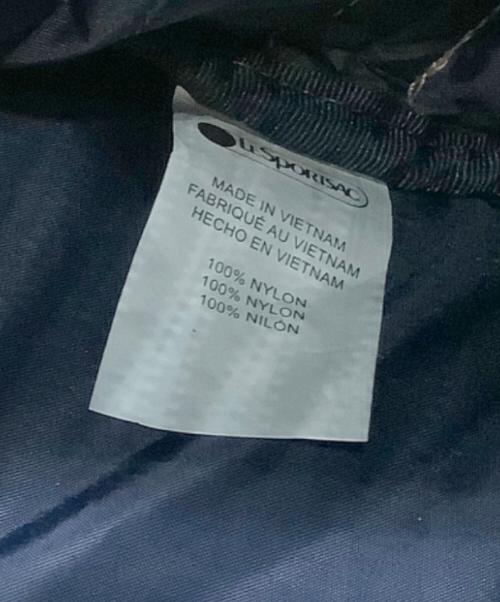 LeSportsac
MADE IN VIETNAM
FABRIQUÉ AU VIETNAM
HECHO EN VIETNAM
100% NYLON
100% NYLON
100% NILÓN